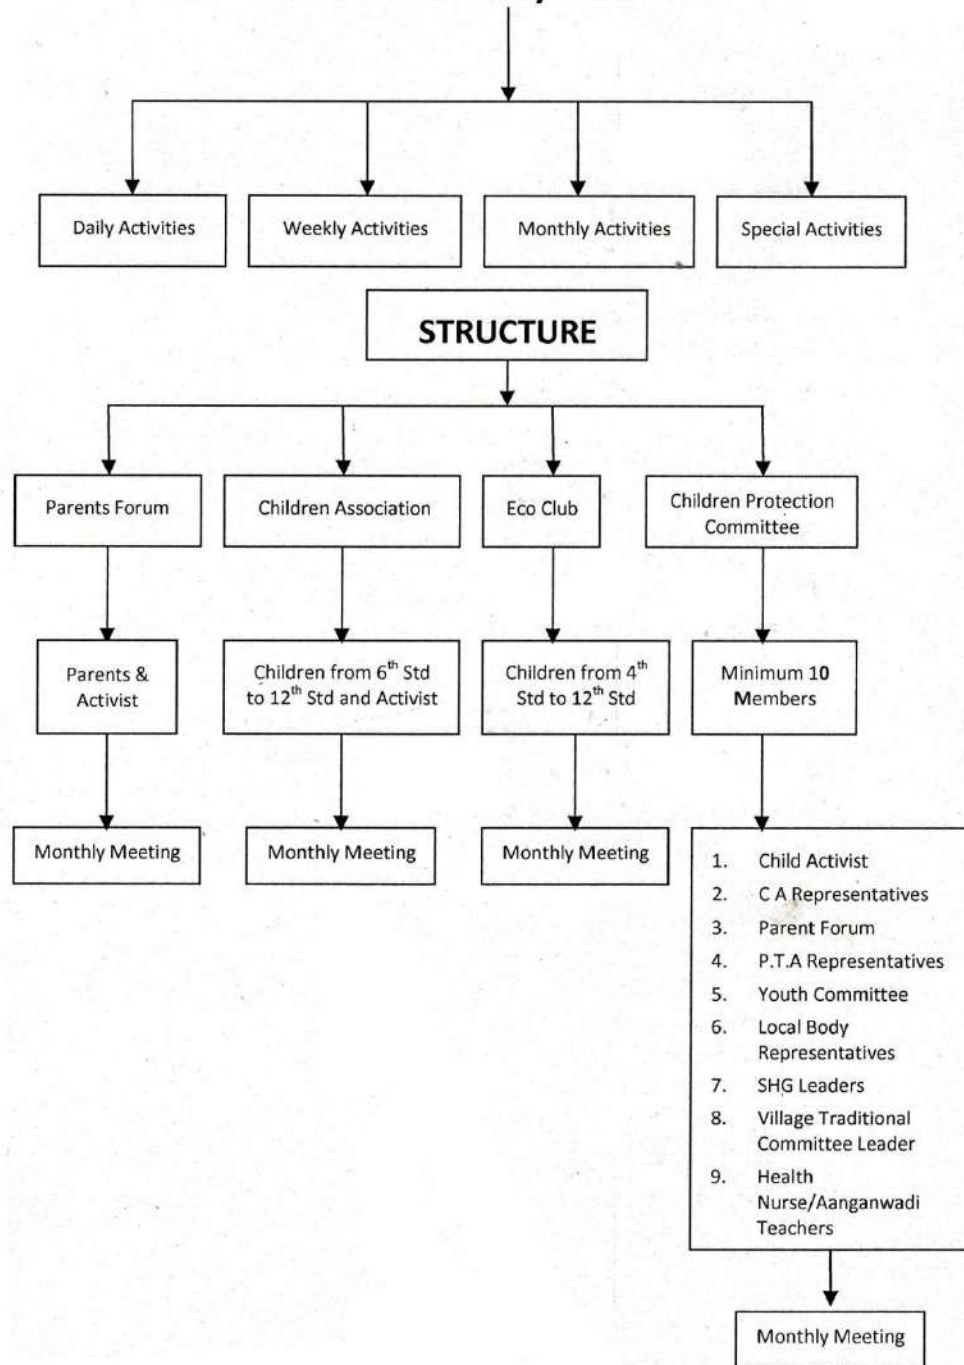 Daily Activities
Weekly Activities
Monthly Activities
Special Activities
STRUCTURE
Parents Forum
Children Association
Eco Club
Children Protection
Committee
Parents &
Activist
Children from 6th Std
to 12th Std and Activist
Children from 4th
Std to 12th Std
Minimum 10
Members
Monthly Meeting
Monthly Meeting
Monthly Meeting
1. Child Activist
2. C A Representatives
3. Parent Forum
4. P.T.A Representatives
5. Youth Committee
6. Local Body
Representatives
7. SHG Leaders
8. Village Traditional
Committee Leader
9. Health
Nurse/Aanganwadi
Teachers
Monthly Meeting